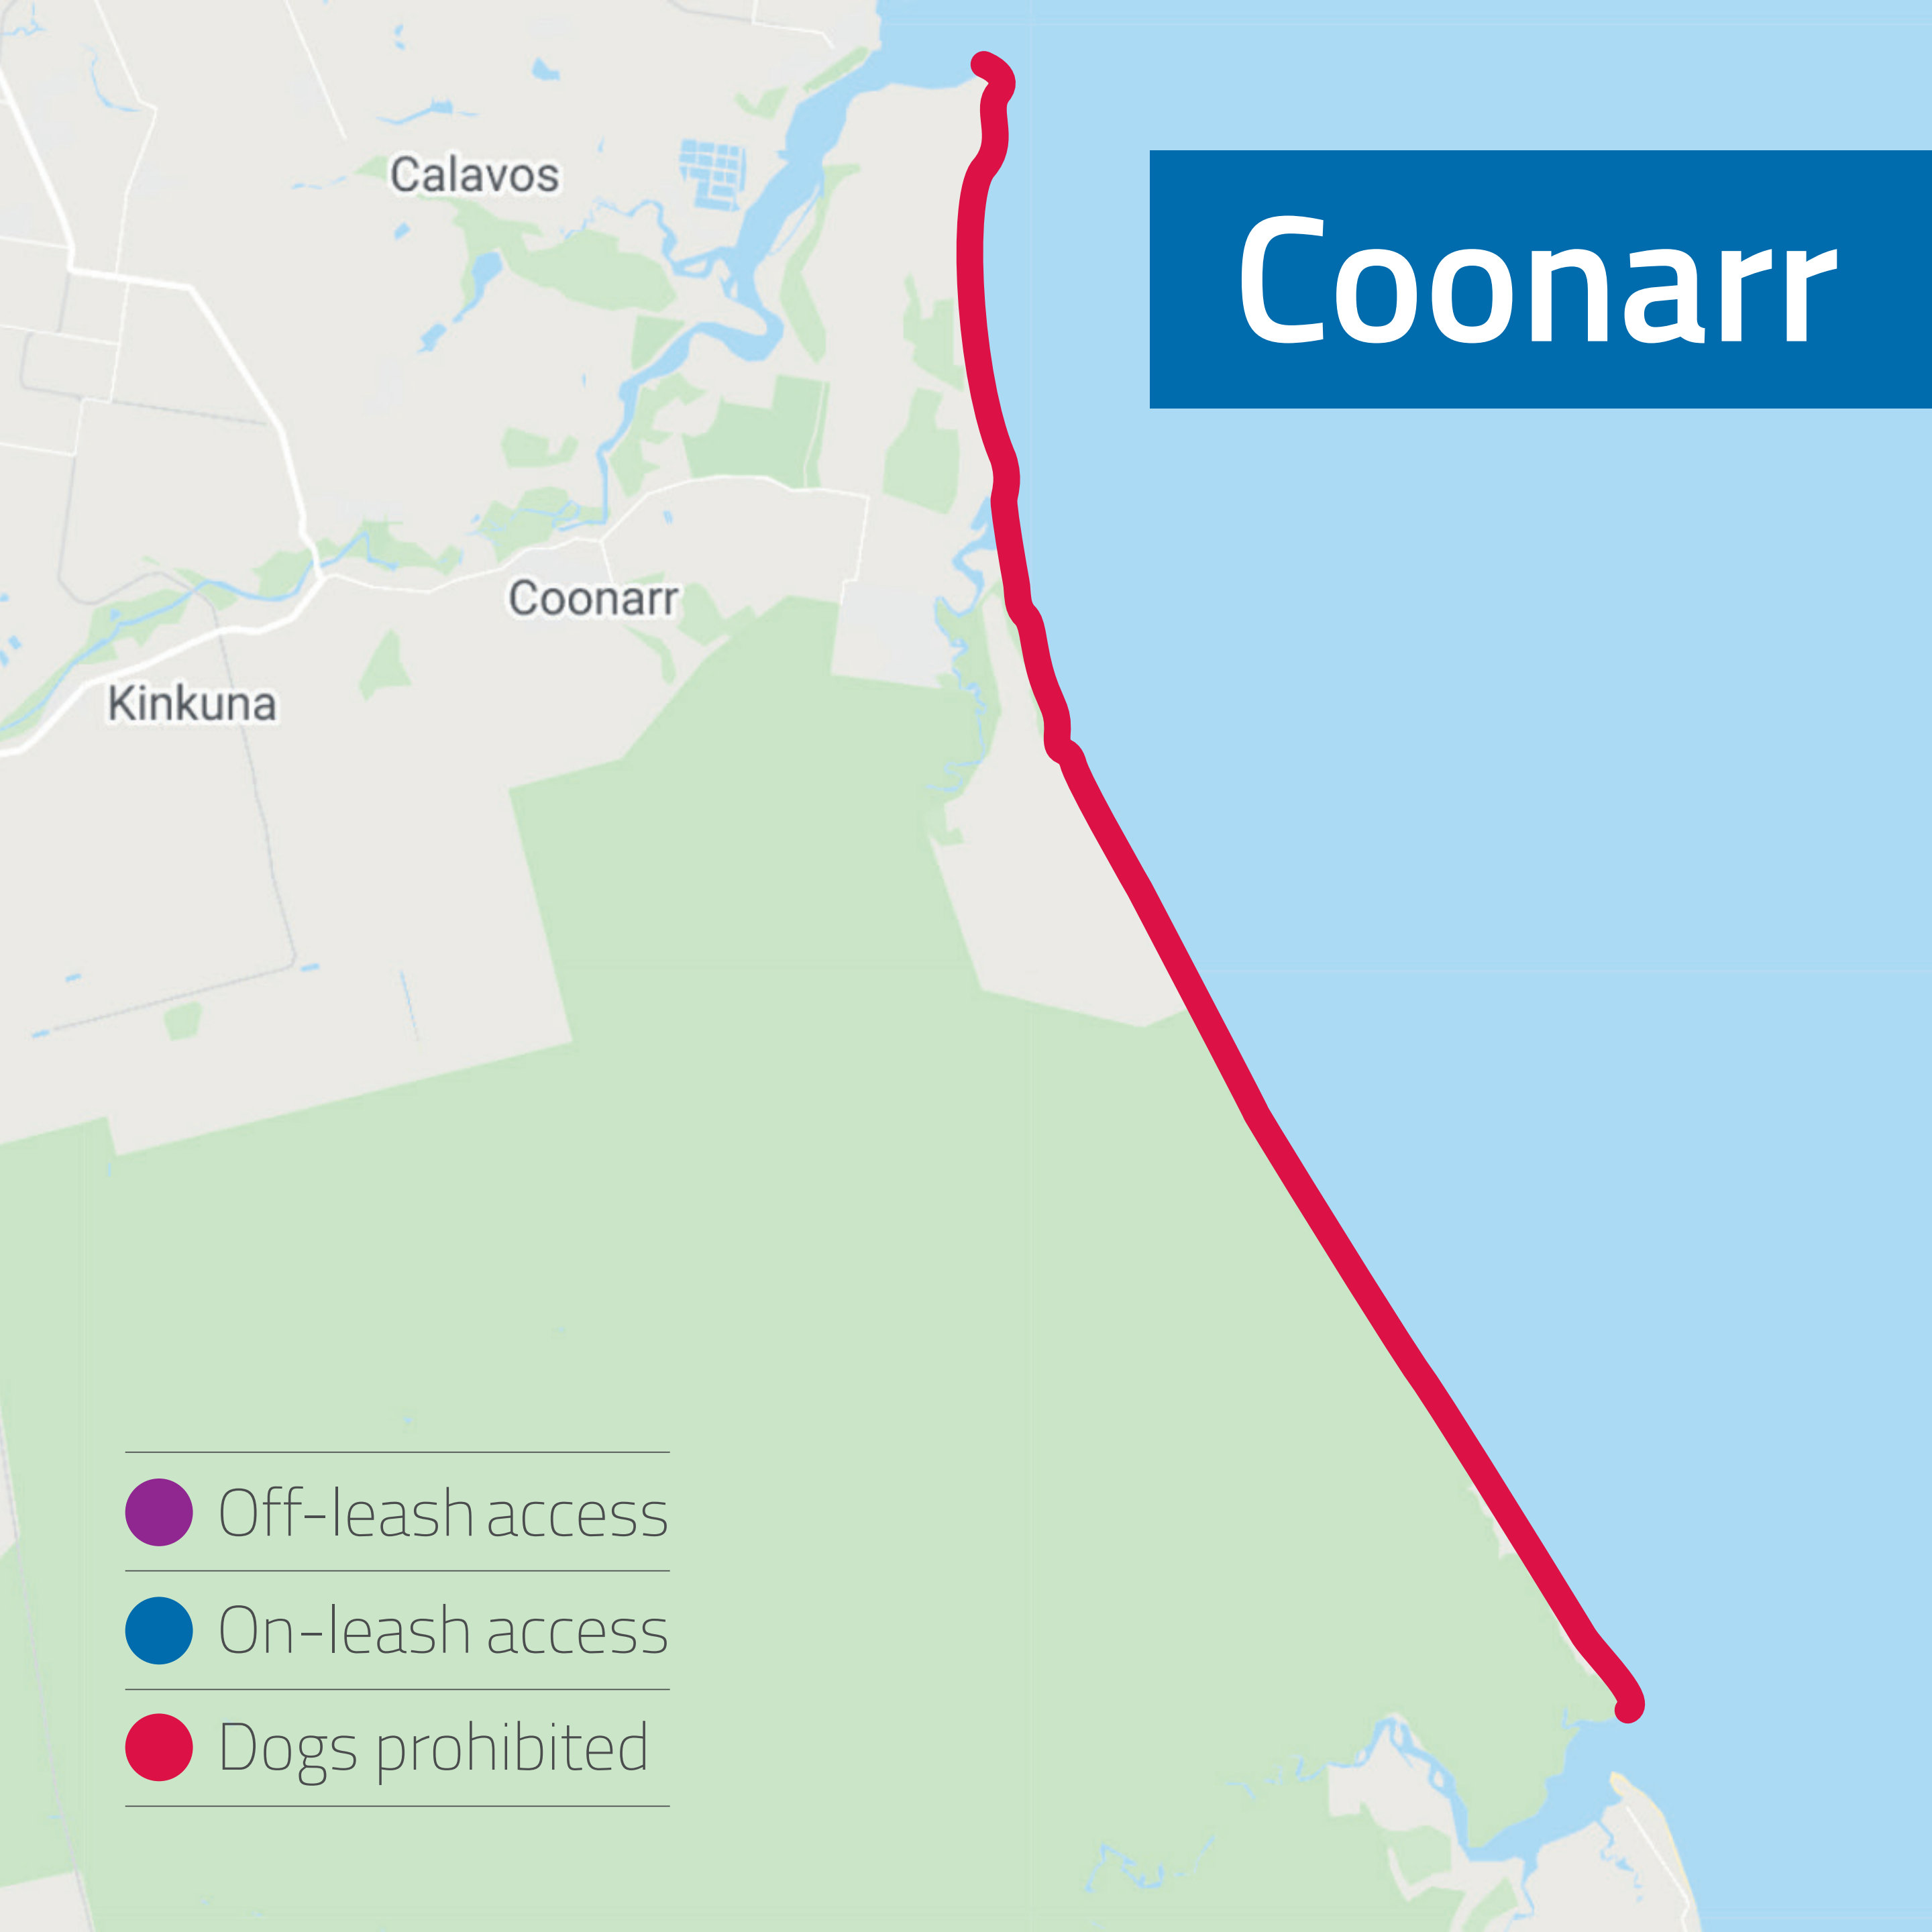 Calavos
Coonarr
Coonarr
Kinkuna
Off-leash access
On-leash access
Dogs prohibited